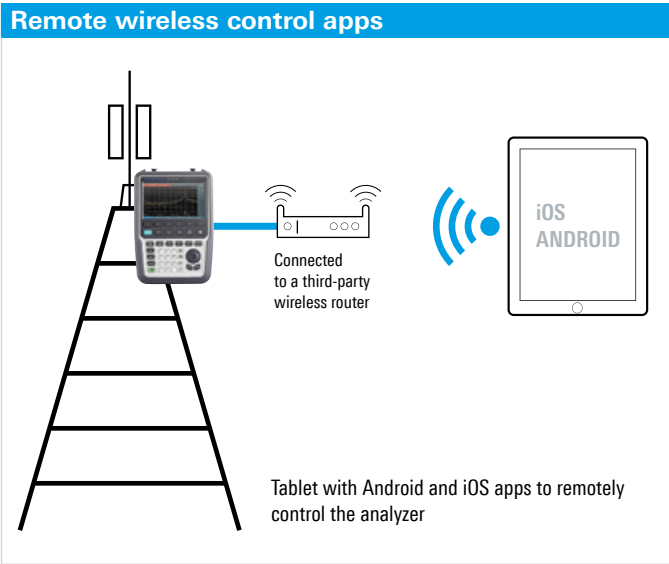 Remote wireless control apps
iOS
ANDROID
Connected
to a third-party
wireless router
Tablet with Android and iOS apps to remotely
control the analyzer